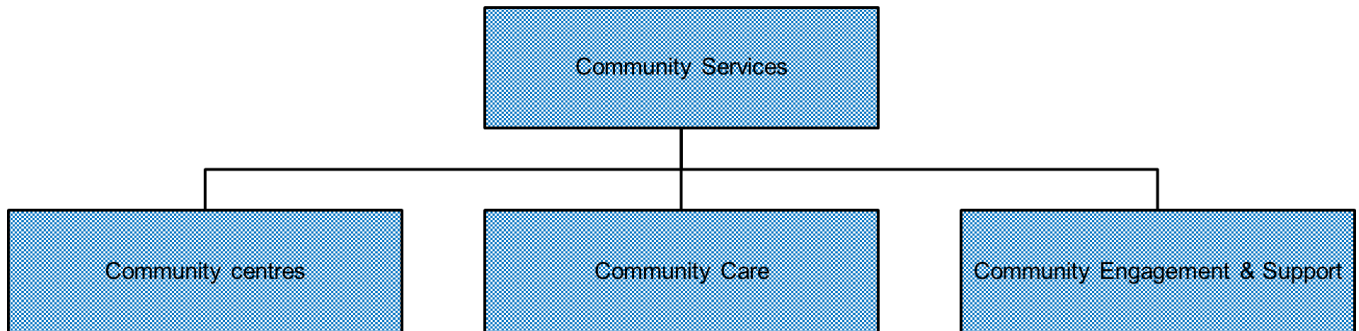 Community Services
Community centres
Community Care
Community Engagement & Support